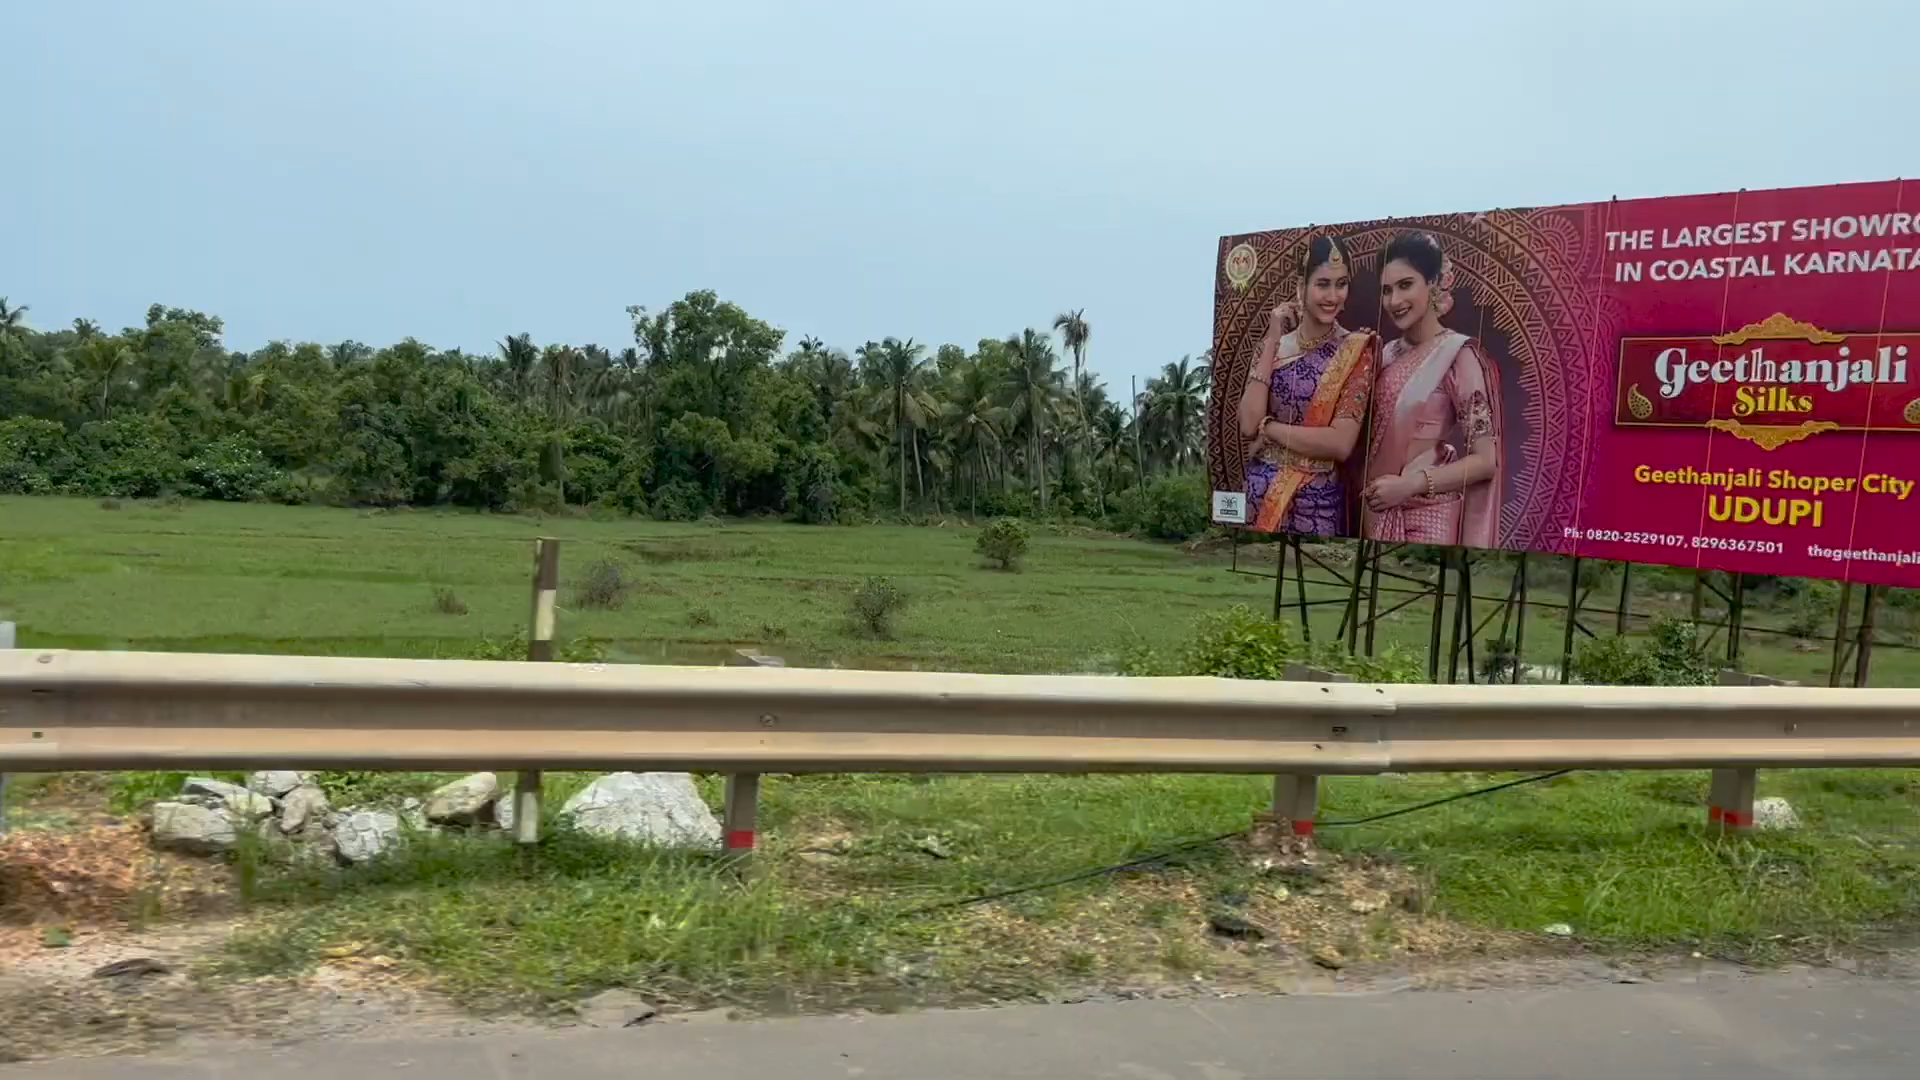 THE LARGEST SHOWRO
IN COASTAL KARNATA
Geethanjali
Silks
Geethanjali Shoper City
UDUPI
Ph: 0820-2529107, 8296367501 thegeethanjali